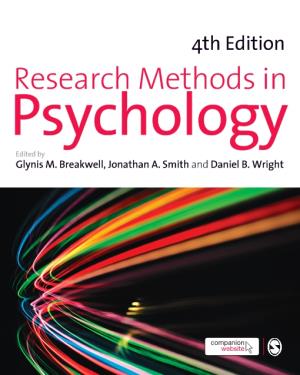 4th Edition
Research Methods in
Psychology
Edited by
Glynis M. Breakwell, Jonathan A. Smith and Daniel B. Wright
companion
website
S